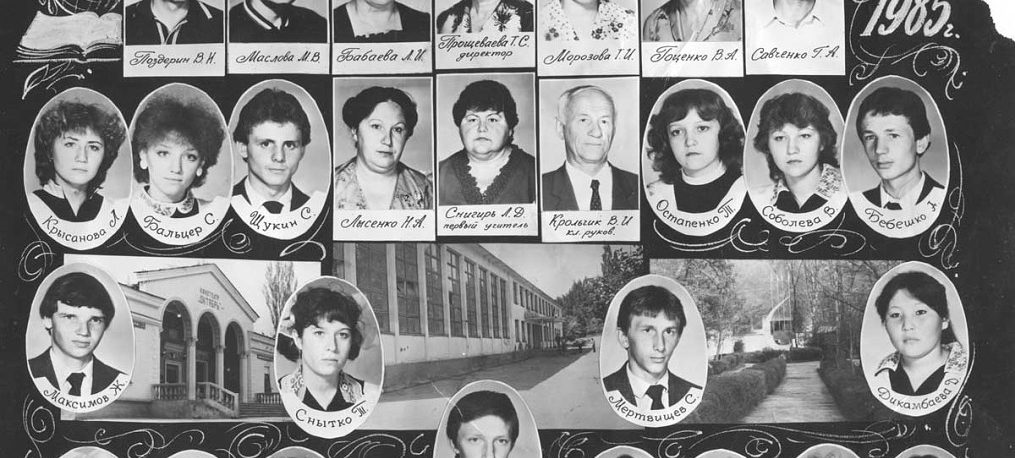 1985г.
Поздерин В.Н.
Маслова М.В.
Бабаева Л.И.
Прощеваева Т.С.
директор
Морозова Т.И.
Гоценко В.А.
Савченко Г.А.
Крысанова Л.
Бальцер С.
Щукин С.
Лысенко Н.А.
Снигирь Л.Д.
первый учитель
Крольчик В.И
кл. руков.
Остапенко Т.
Соболева В.
Бебешко А.
Максимов Ж.
Снытко Т.
Мертвищев С.
Дикамбаева Д.
ОКТЯБРЬ